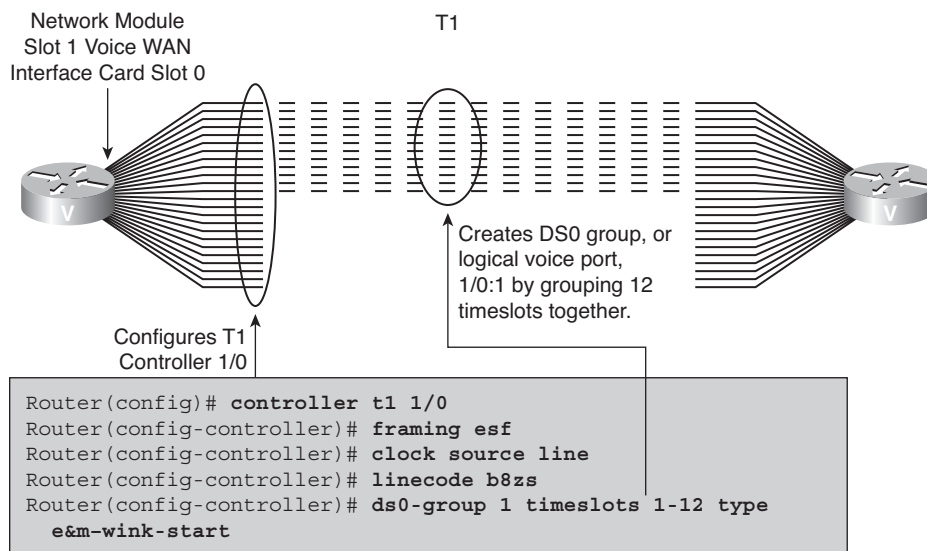 Network Module
Slot 1 Voice WAN
Interface Card Slot 0
T1
V
V
Creates DS0 group, or
logical voice port,
1/0:1 by grouping 12
timeslots together.
Configures T1
Controller 1/0
Router(config)# controller t1 1/0
Router(config-controller)# framing esf
Router(config-controller)# clock source line
Router(config-controller)# linecode b8zs
Router(config-controller)# ds0-group 1 timeslots 1-12 type
e&m–wink-start